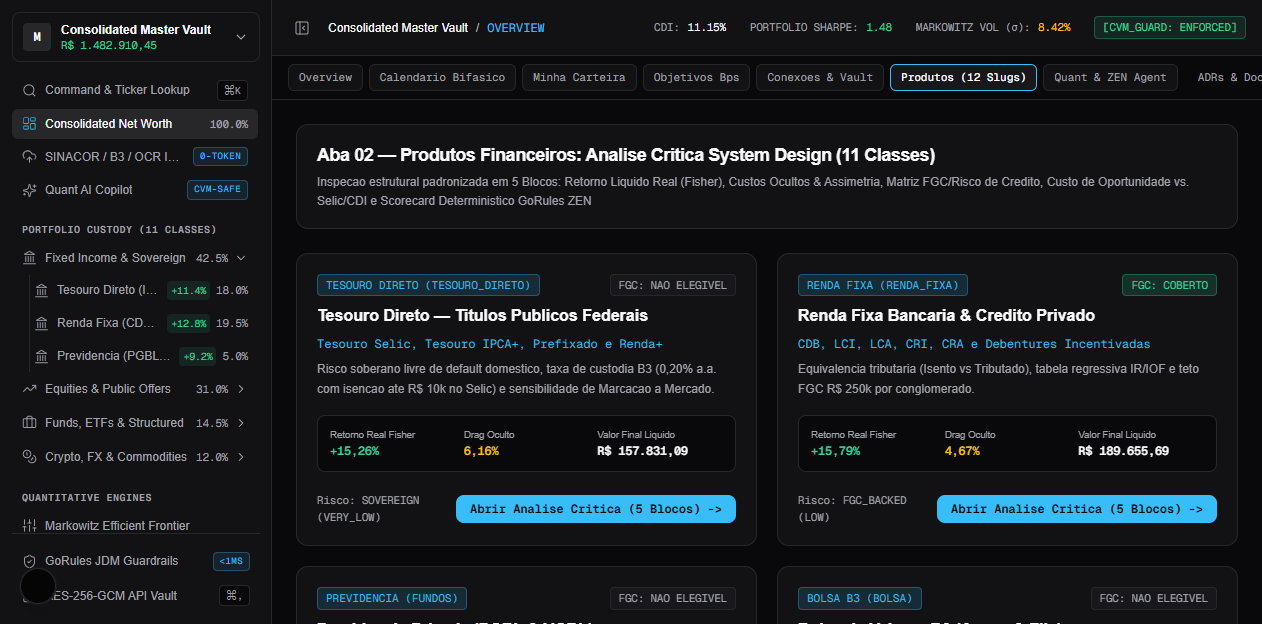 M
Consolidated Master Vault
R$ 1.482.910,45
Command & Ticker Lookup ⌘K
Consolidated Net Worth 100.0%
SINACOR / B3 / OCR I... 0-TOKEN
Quant AI Copilot CVM-SAFE
PORTFOLIO CUSTODY (11 CLASSES)
Fixed Income & Sovereign 42.5%
Tesouro Direto (I... +11.4% 18.0%
Renda Fixa (CD... +12.8% 19.5%
Previdencia (PGBL... +9.2% 5.0%
Equities & Public Offers 31.0%
Funds, ETFs & Structured 14.5%
Crypto, FX & Commodities 12.0%
QUANTITATIVE ENGINES
Markowitz Efficient Frontier
GoRules JDM Guardrails <1MS
ES-256-GCM API Vault ⌘,
Consolidated Master Vault / OVERVIEW
CDI: 11.15% PORTFOLIO SHARPE: 1.48 MARKOWITZ VOL (σ): 8.42% [CVM_GUARD: ENFORCED]
Overview Calendario Bifasico Minha Carteira Objetivos Bps Conexoes & Vault Produtos (12 Slugs) Quant & ZEN Agent ADRs & Doc
Aba 02 — Produtos Financeiros: Analise Critica System Design (11 Classes)
Inspecao estrutural padronizada em 5 Blocos: Retorno Liquido Real (Fisher), Custos Ocultos & Assimetria, Matriz FGC/Risco de Credito, Custo de Oportunidade vs.
Selic/CDI e Scorecard Deterministico GoRules ZEN
TESOURO DIRETO (TESOURO_DIRETO) FGC: NAO ELEGIVEL
Tesouro Direto — Titulos Publicos Federais
Tesouro Selic, Tesouro IPCA+, Prefixado e Renda+
Risco soberano livre de default domestico, taxa de custodia B3 (0,20% a.a.
com isencao ate R$ 10k no Selic) e sensibilidade de Marcacao a Mercado.
Retorno Real Fisher Drag Oculto Valor Final Liquido
+15,26% 6,16% R$ 157.831,09
Risco: SOVEREIGN
(VERY_LOW)
Abrir Analise Critica (5 Blocos) ->
RENDA FIXA (RENDA_FIXA) FGC: COBERTO
Renda Fixa Bancaria & Credito Privado
CDB, LCI, LCA, CRI, CRA e Debentures Incentivadas
Equivalencia tributaria (Isento vs Tributado), tabela regressiva IR/IOF e teto
FGC R$ 250k por conglomerado.
Retorno Real Fisher Drag Oculto Valor Final Liquido
+15,79% 4,67% R$ 189.655,69
Risco: FGC_BACKED
(LOW)
Abrir Analise Critica (5 Blocos) ->
PREVIDENCIA (FUNDOS) FGC: NAO ELEGIVEL
BOLSA B3 (BOLSA) FGC: NAO ELEGIVEL